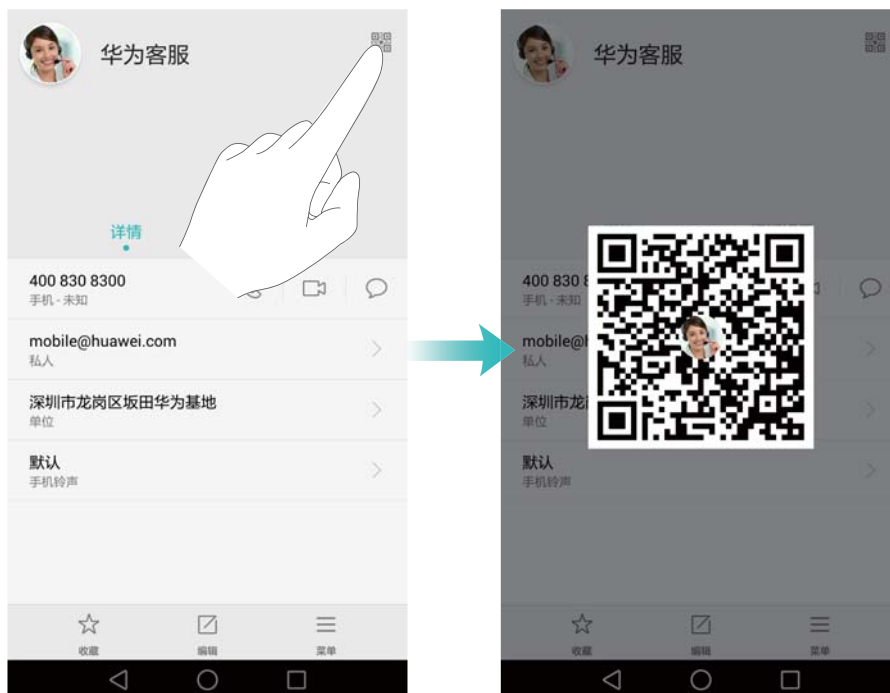 华为客服
详情
400 830 8300
手机 - 未知
mobile@huawei.com
私人
深圳市龙岗区坂田华为基地
单位
默认
手机铃声
收藏
编辑
菜单
华为客服
400 830 8
手机 - 未知
mobile@h
私人
深圳市龙
单位
默认
手机铃声
收藏
编辑
菜单